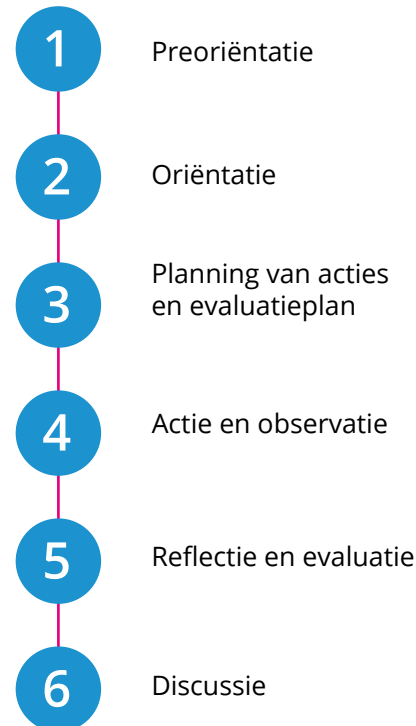 1
Preoriëntatie
2
Oriëntatie
3
Planning van acties
en evaluatieplan
4
Actie en observatie
5
Reflectie en evaluatie
6
Discussie